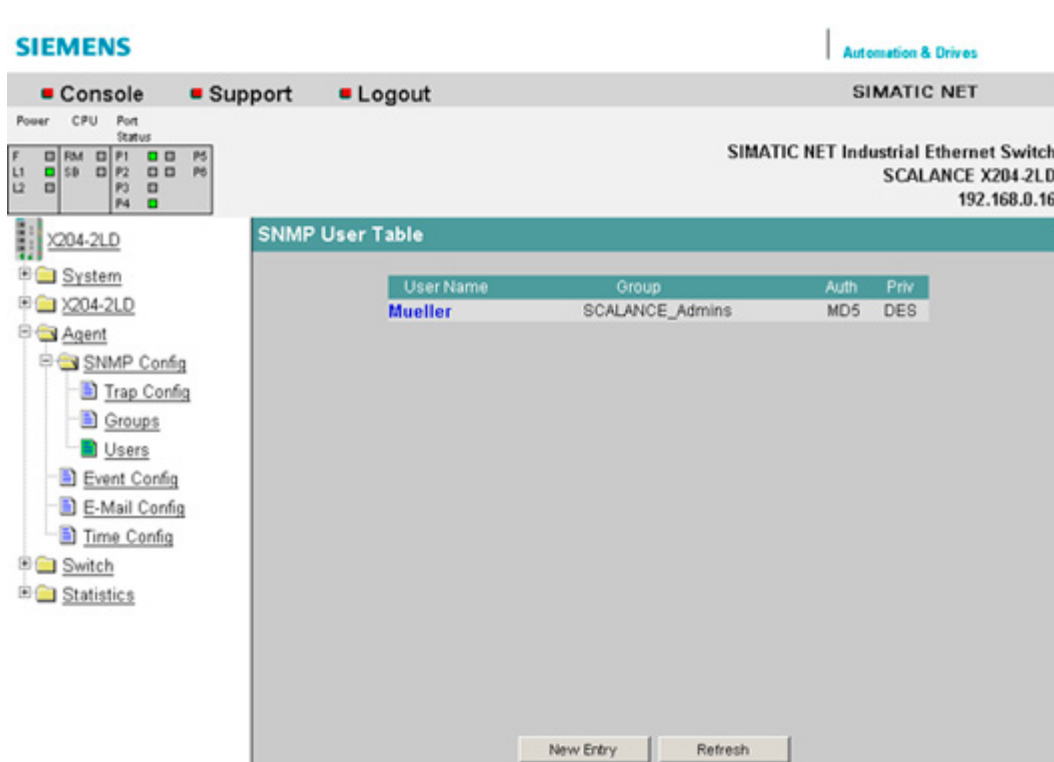 SIEMENS
Automation & Drives
Console Support Logout SIMATIC NET
Power CPU Port Status
F RM P1 P5
L1 SB P2 P6
L2 P3
P4
SIMATIC NET Industrial Ethernet Switch
SCALANCE X204-2LD
192.168.0.16
X204-2LD
System
X204-2LD
Agent
SNMP Config
Trap Config
Groups
Users
Event Config
E-Mail Config
Time Config
Switch
Statistics
SNMP User Table
User Name Group Auth Priv
Mueller SCALANCE_Admins MD5 DES
New Entry Refresh